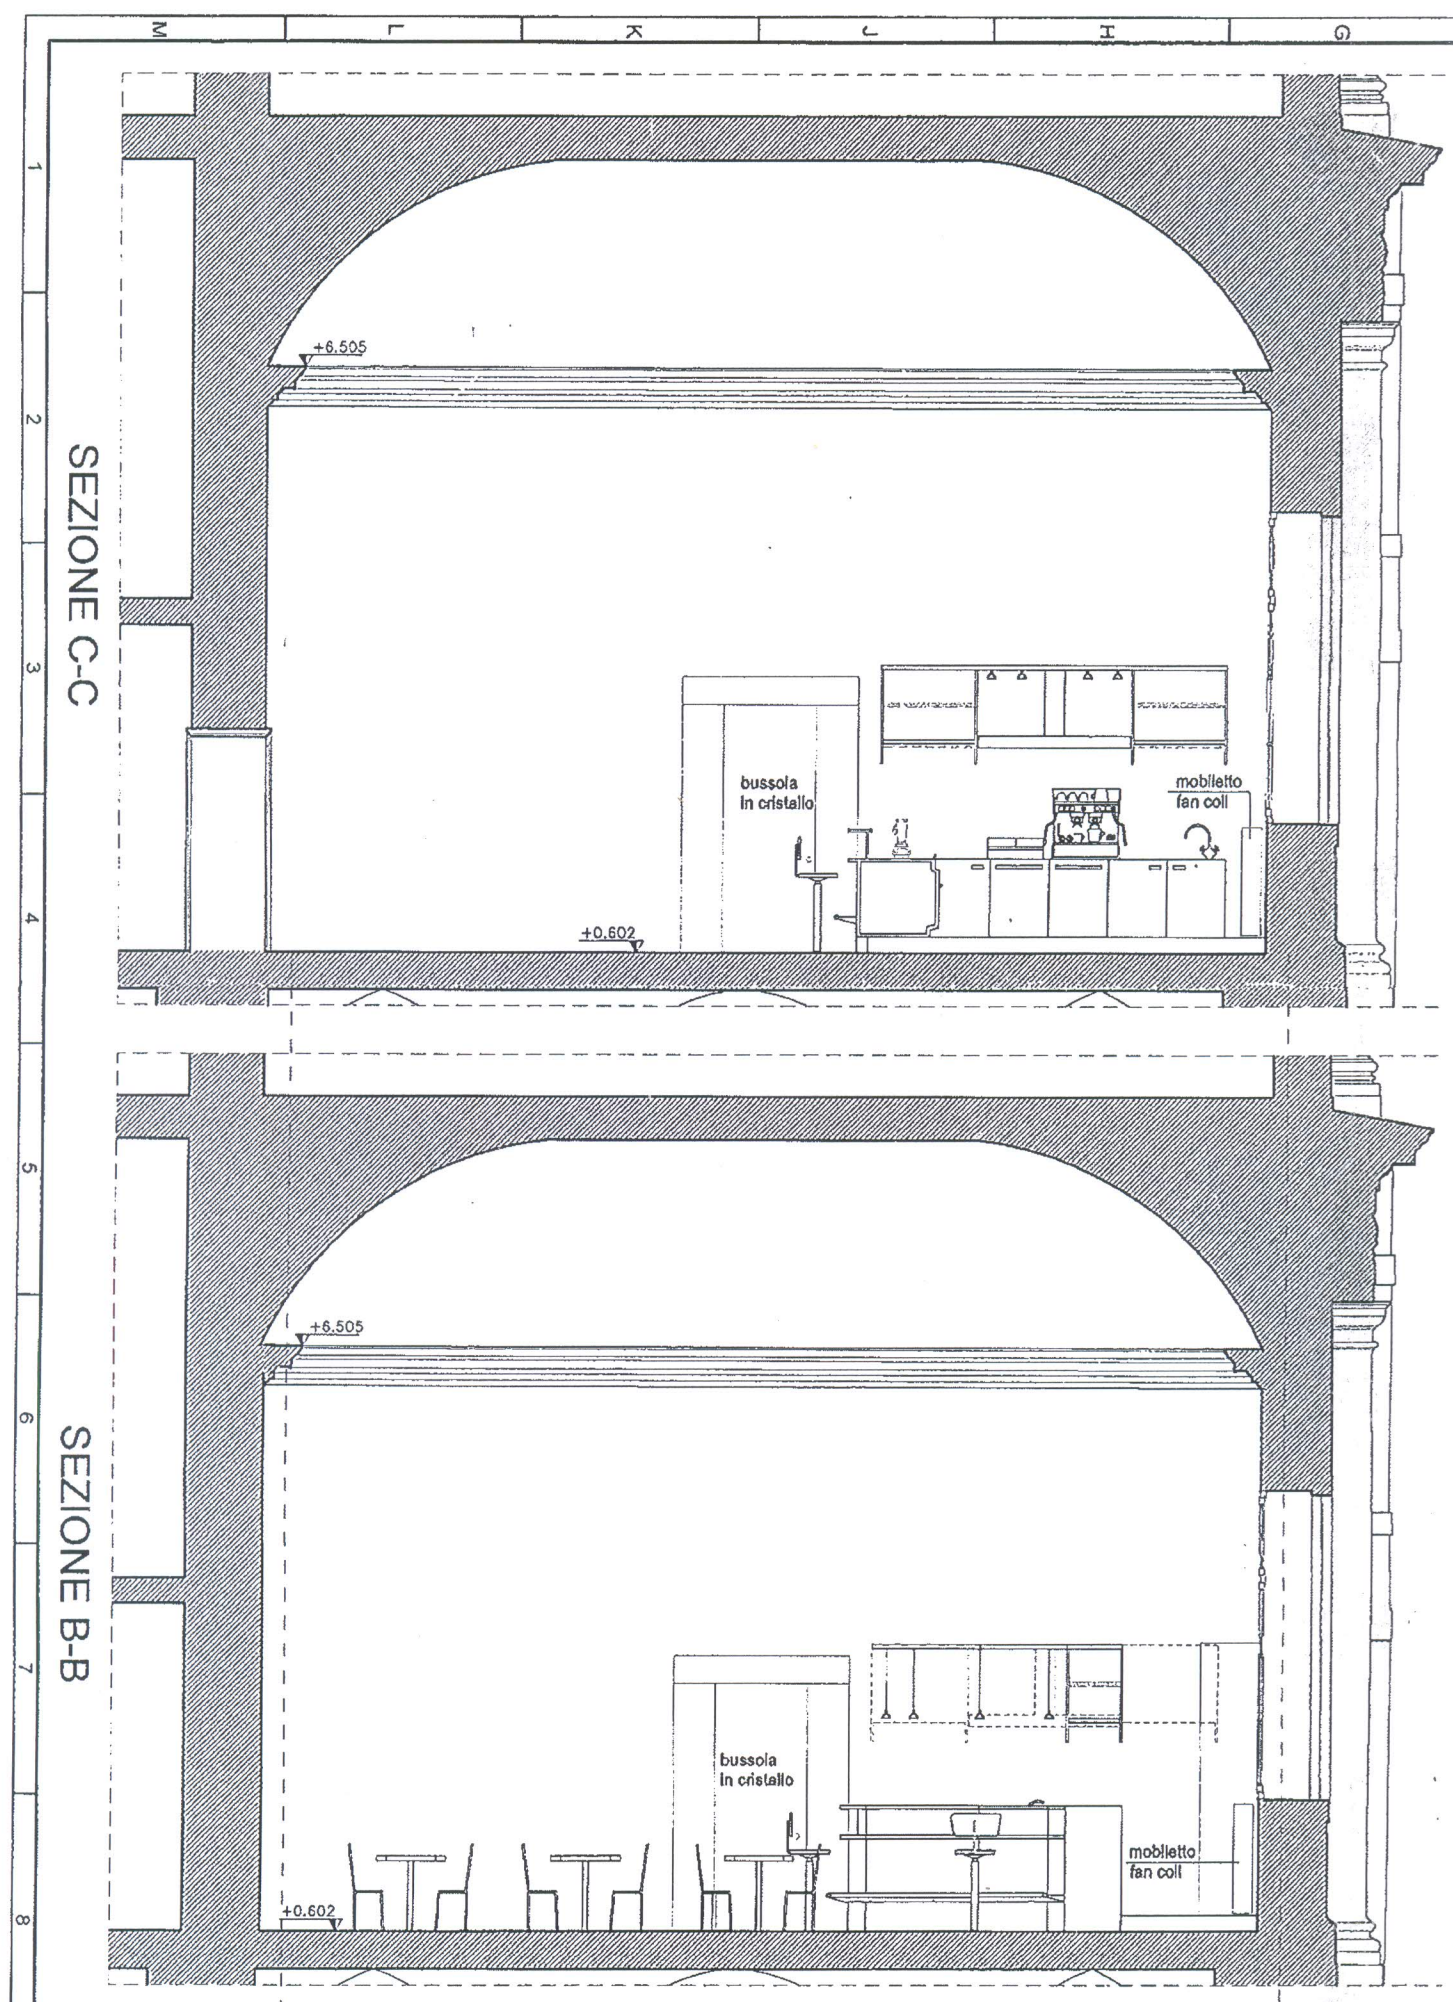 M
L
K
J
H
G
1
2
3
4
5
6
7
8
SEZIONE C-C
+6.505
bussola
in cristallo
mobiletto
fan coil
+0.602
SEZIONE B-B
+6.505
bussola
in cristallo
mobiletto
fan coil
+0.602